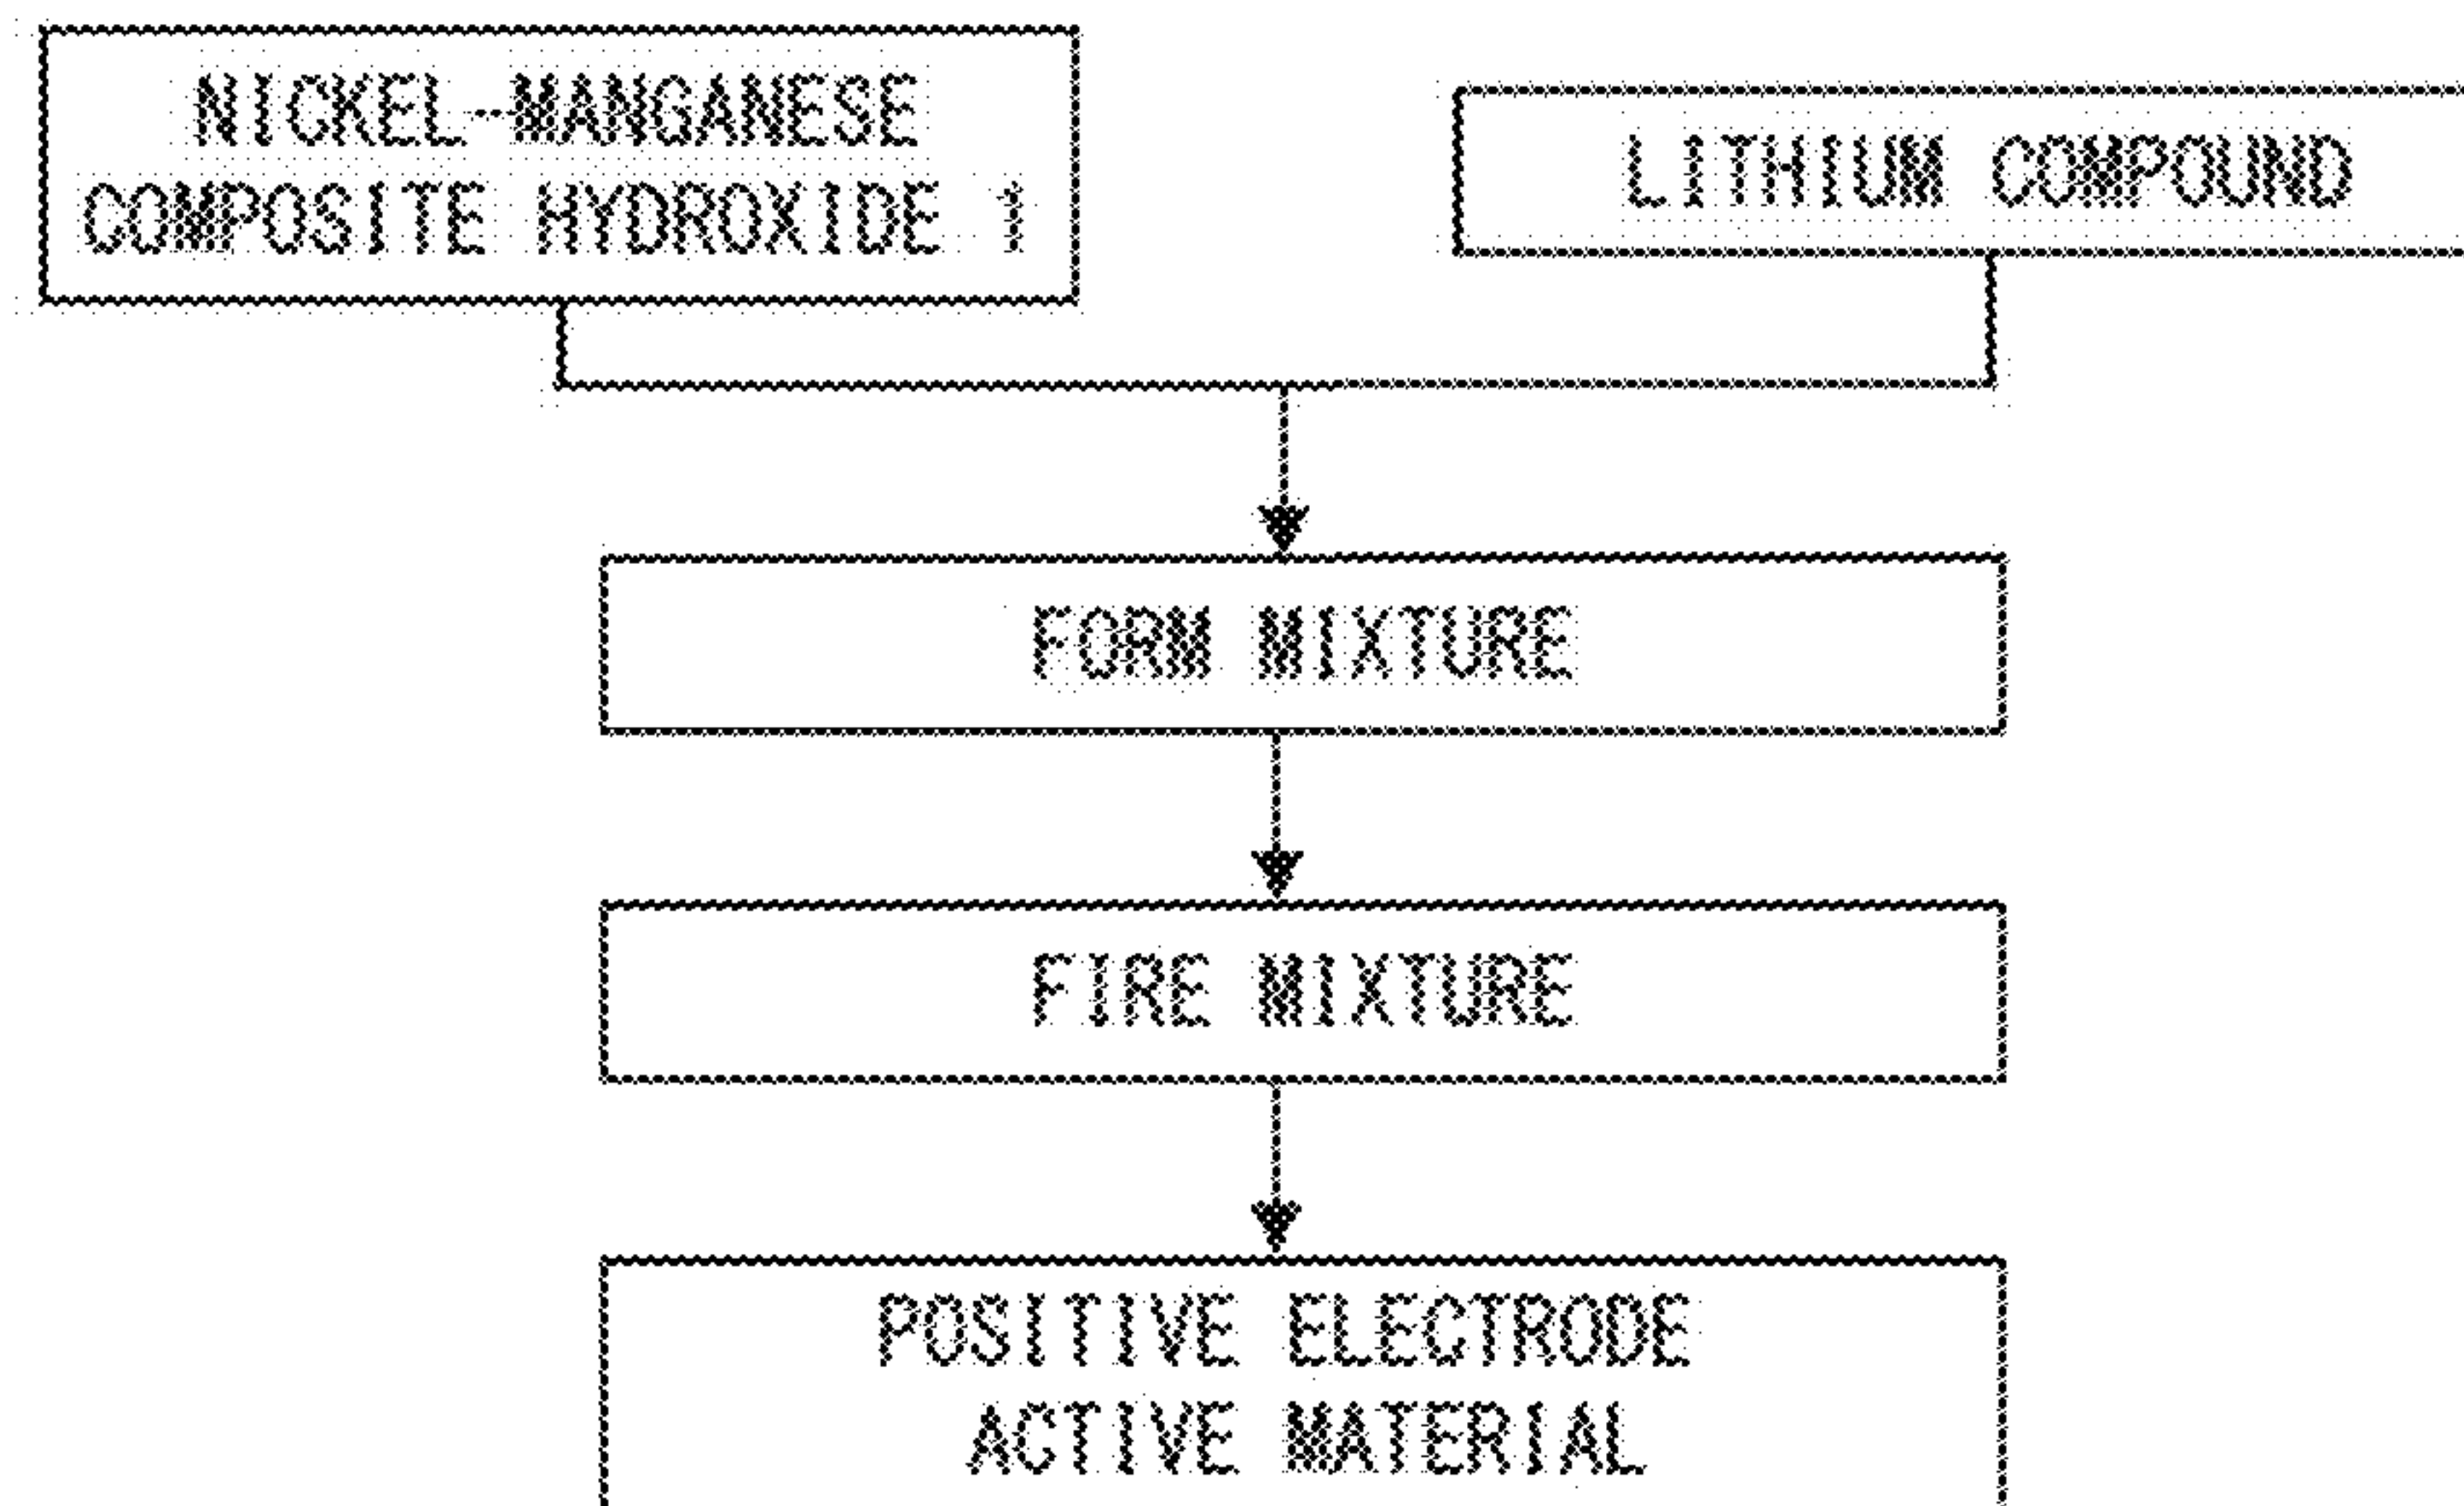 NICKEL-MANGANESE
COMPOSITE HYDROXIDE 1
LITHIUM COMPOUND
FORM MIXTURE
FIRE MIXTURE
POSITIVE ELECTRODE
ACTIVE MATERIAL